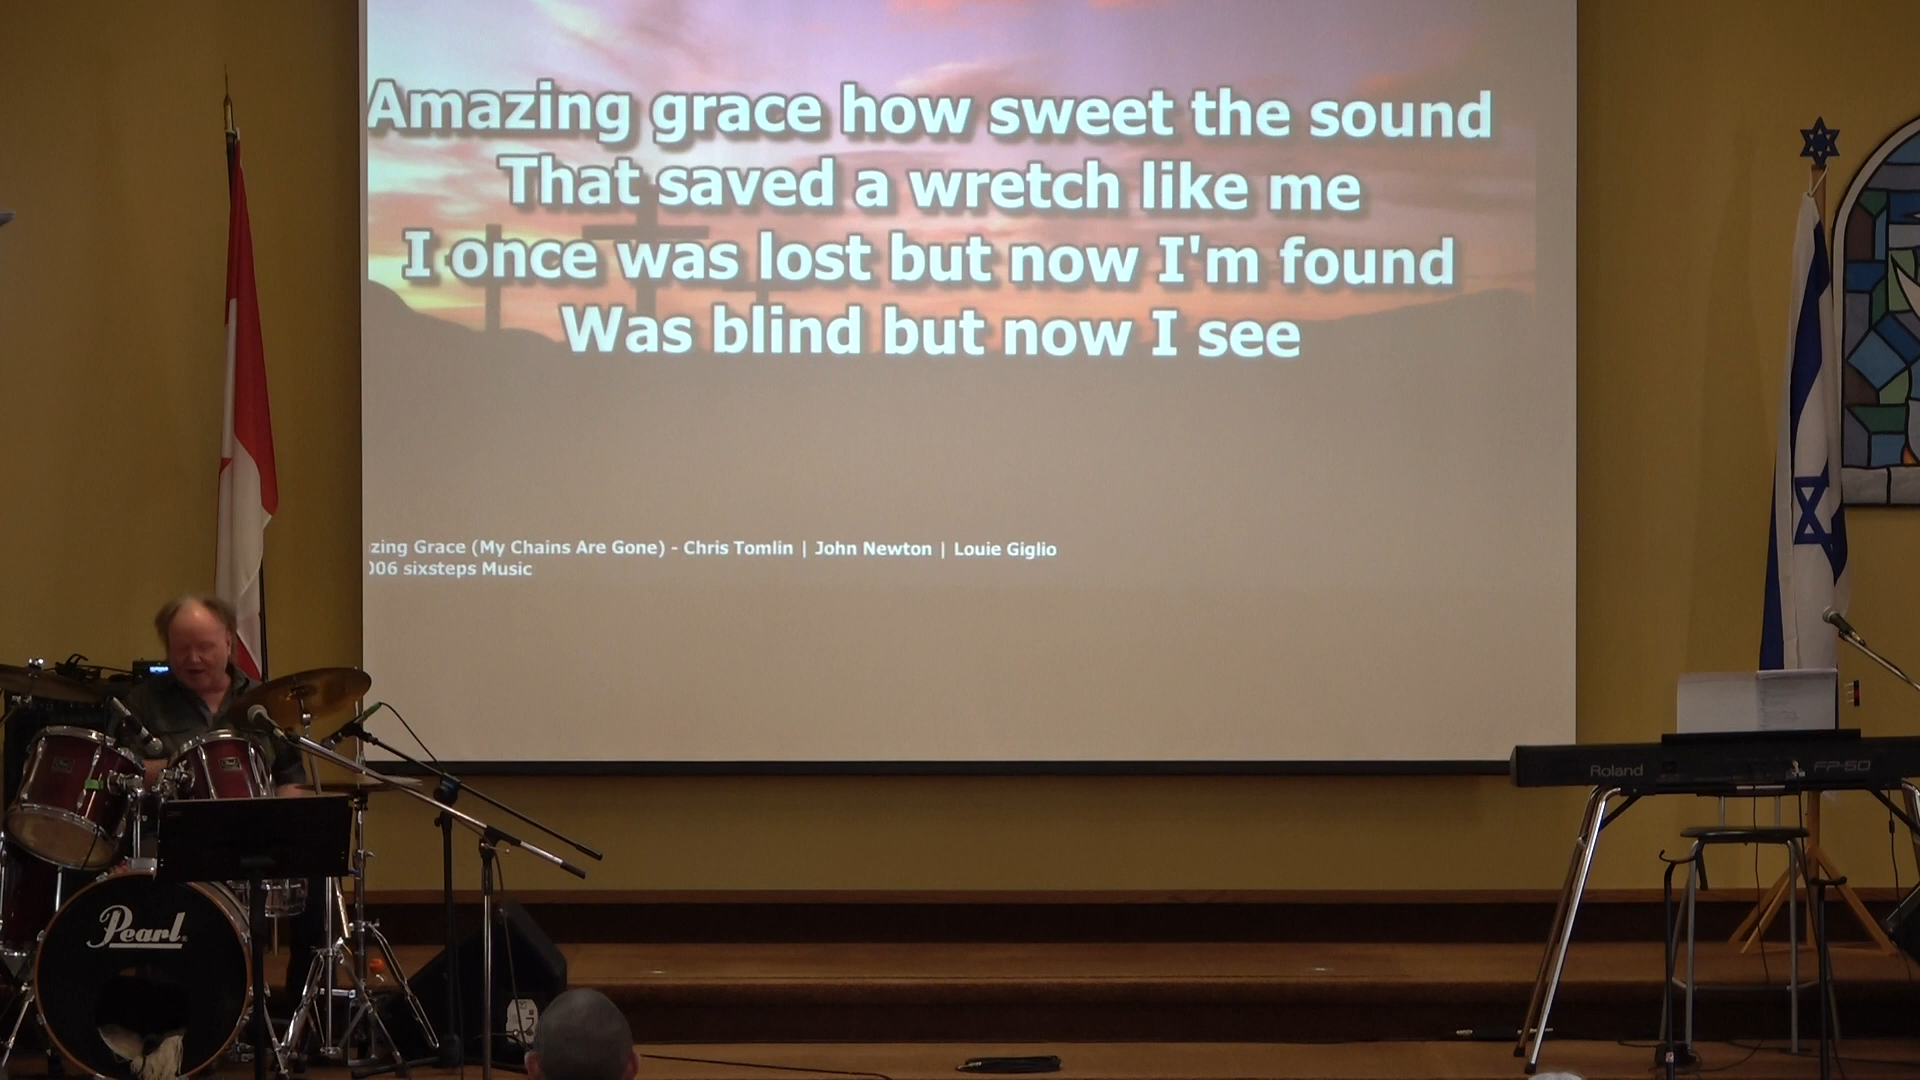 Amazing grace how sweet the sound
That saved a wretch like me
I once was lost but now I'm found
Was blind but now I see
zing Grace (My Chains Are Gone) - Chris Tomlin | John Newton | Louie Giglio
006 sixsteps Music
Roland
FP-50
Pearl